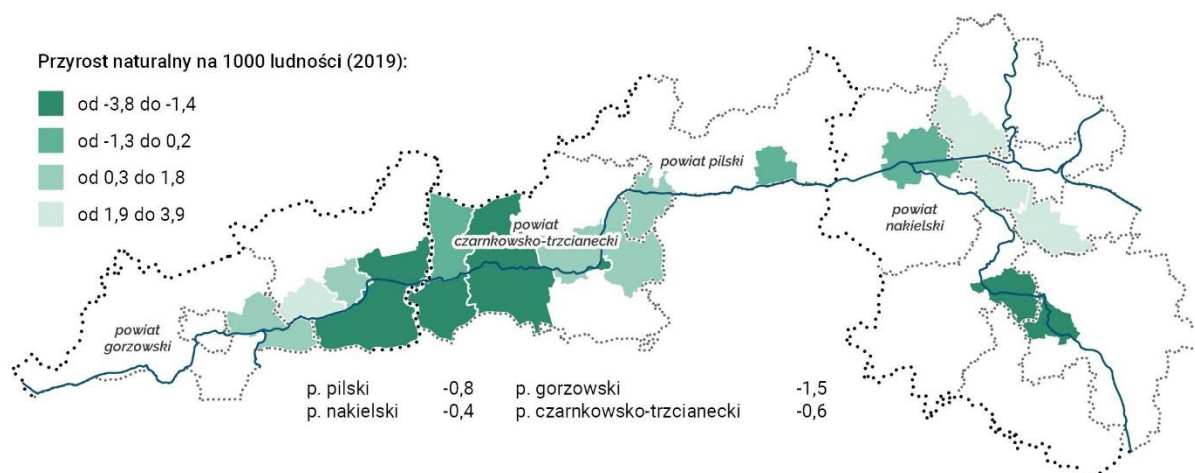 Przyrost naturalny na 1000 ludności (2019):
od -3,8 do -1,4
od -1,3 do 0,2
od 0,3 do 1,8
od 1,9 do 3,9
powiat pilski
powiat
czarnkowsko-trzcianecki
powiat
nakielski
powiat
gorzowski
p. pilski -0,8 p. gorzowski -1,5
p. nakielski -0,4 p. czarnkowsko-trzcianecki -0,6